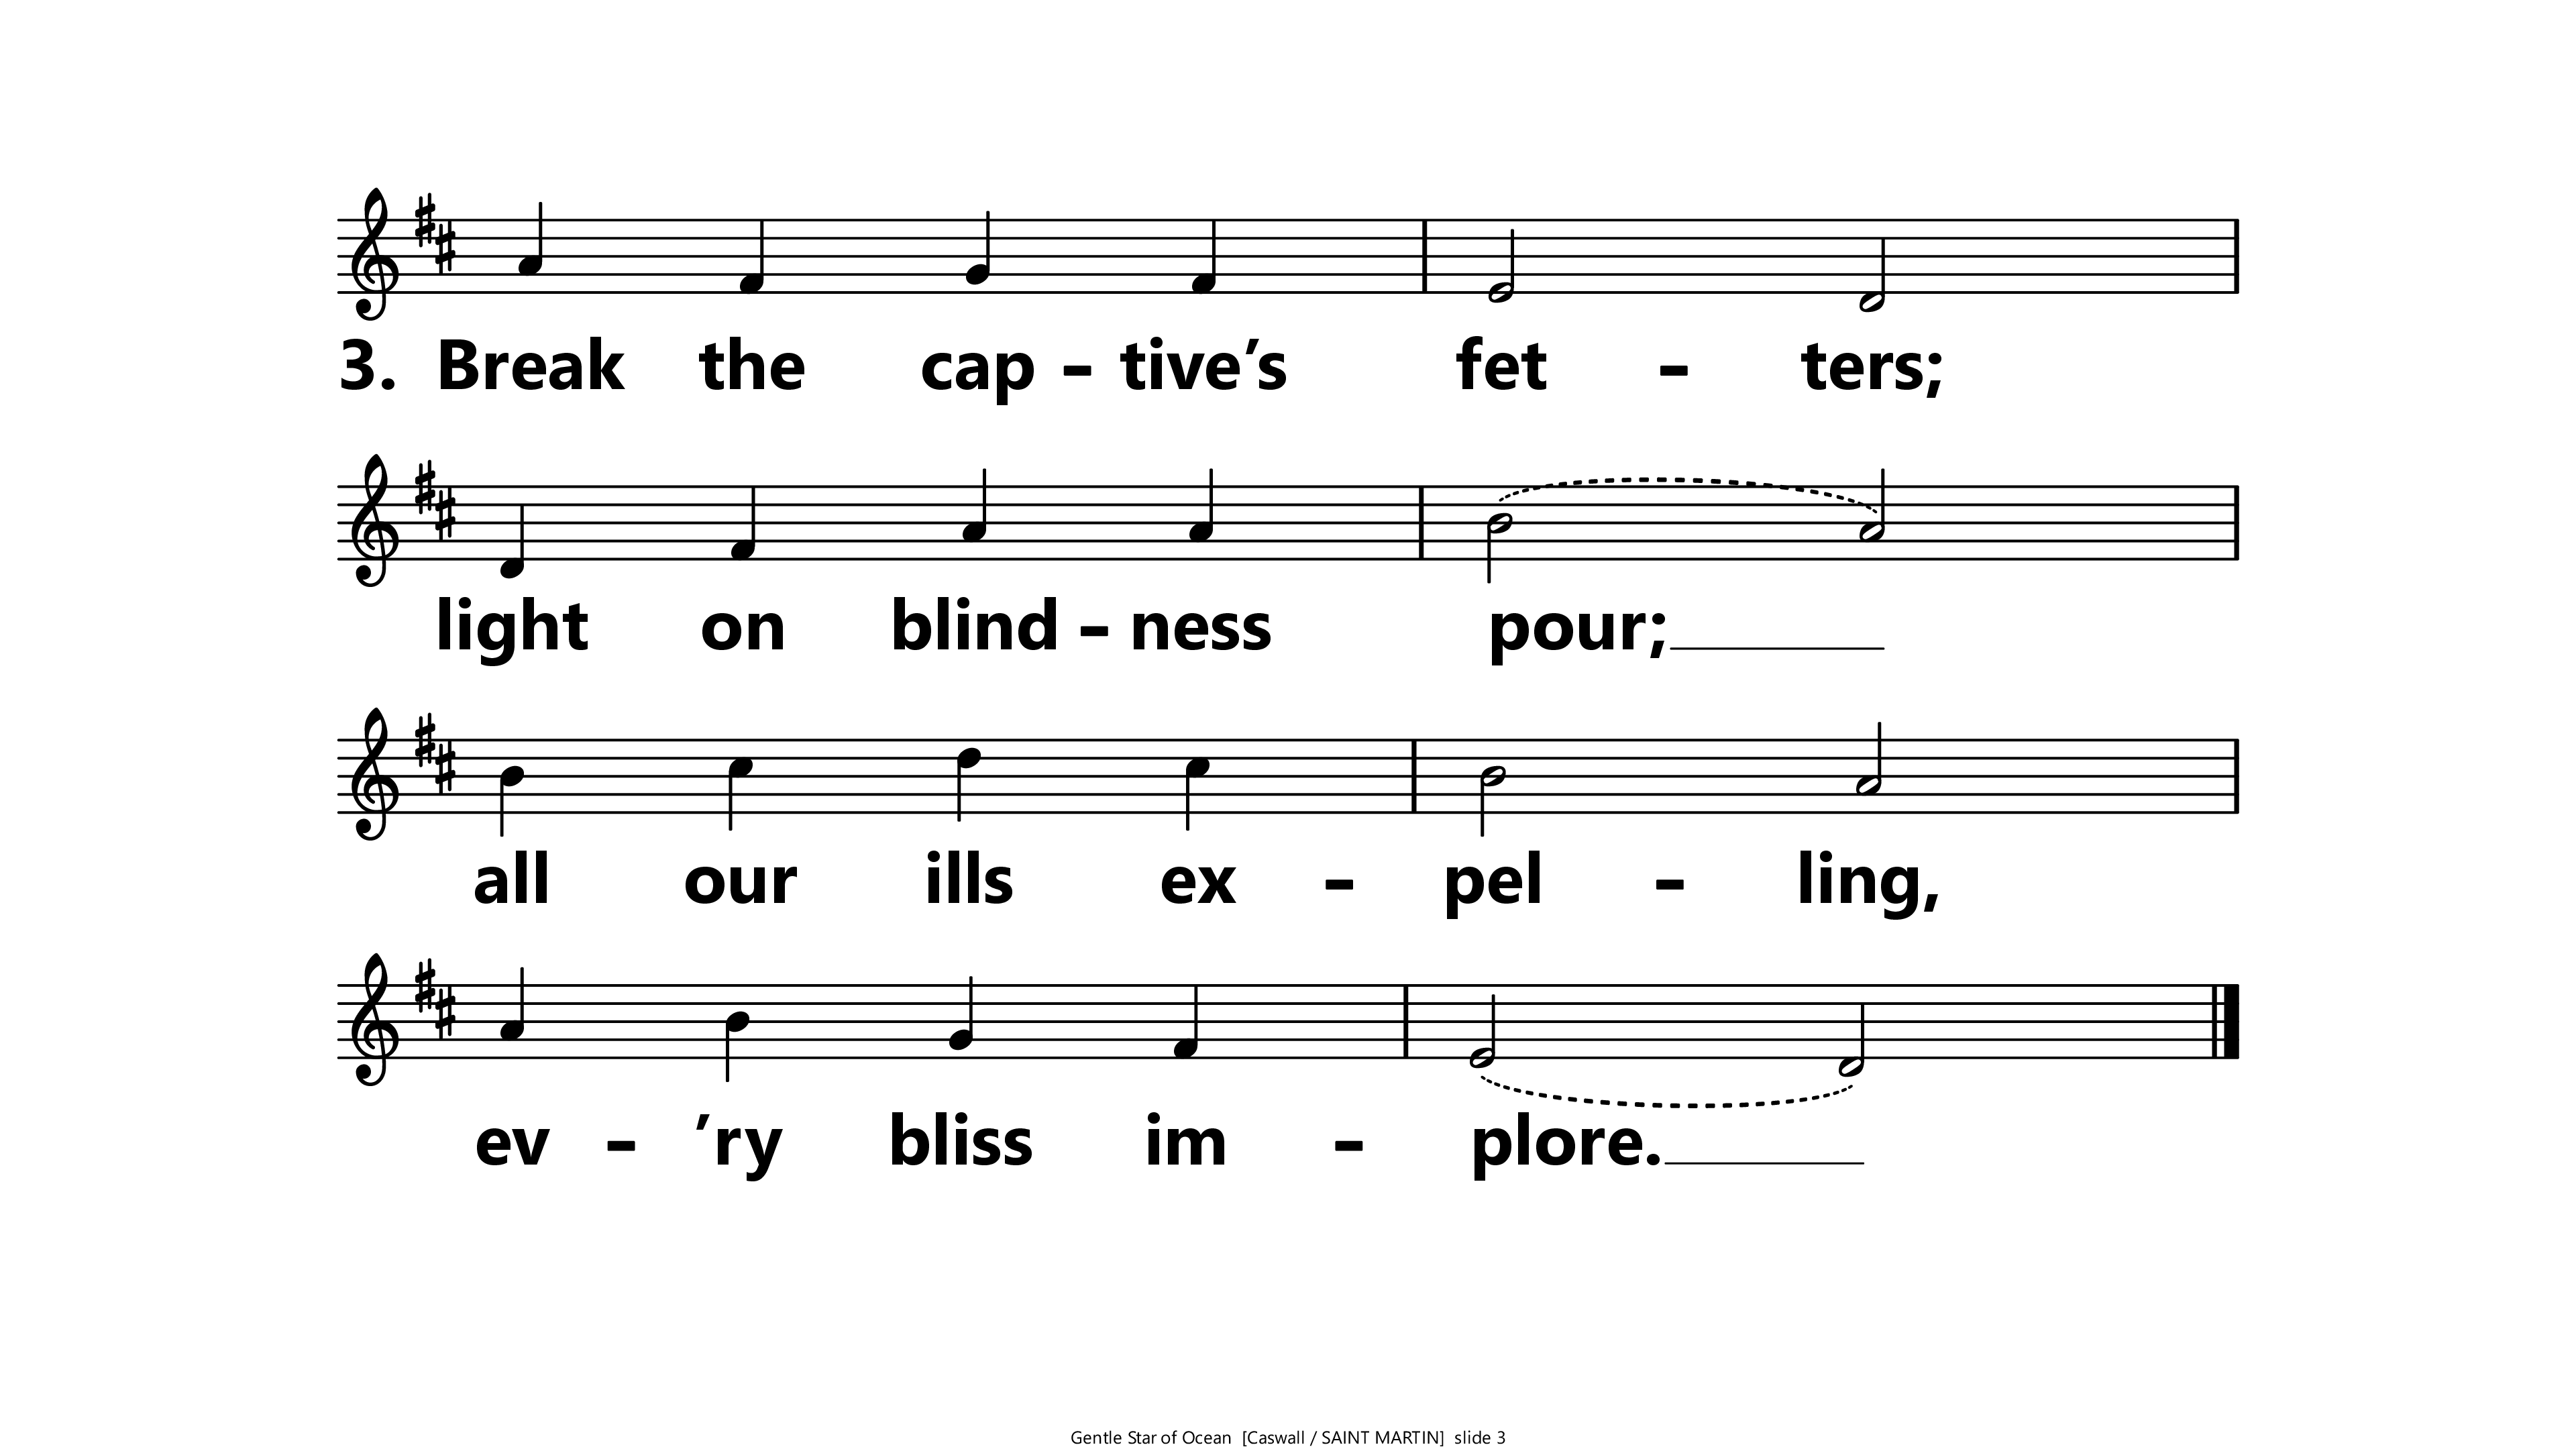 3. Break the cap - tive’s fet - ters;
light on blind - ness pour;
all our ills ex - pel - ling,
ev - ’ry bliss im - plore.
Gentle Star of Ocean [Caswall / SAINT MARTIN] slide 3